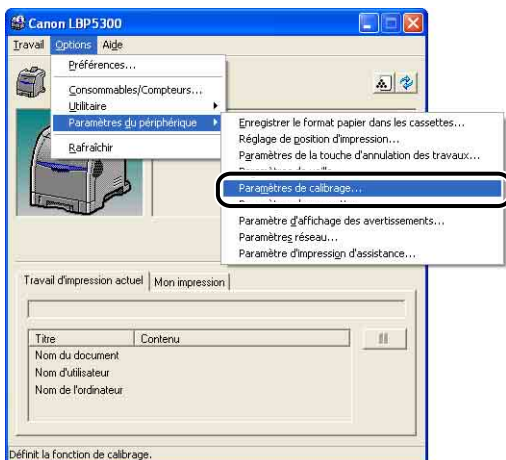 Canon LBP5300
Travail Options Aide
Préférences...
Consommables/Compteurs...
Utilitaire
Paramètres du périphérique
Rafraîchir
Enregistrer le format papier dans les cassettes...
Réglage de position d'impression...
Paramètres de la touche d'annulation des travaux...
Paramètres de calibrage...
Paramètre d'affichage des avertissements...
Paramètres réseau...
Paramètre d'impression d'assistance...
Travail d'impression actuel Mon impression
Titre Contenu
Nom du document
Nom d'utilisateur
Nom de l'ordinateur
Définit la fonction de calibrage.